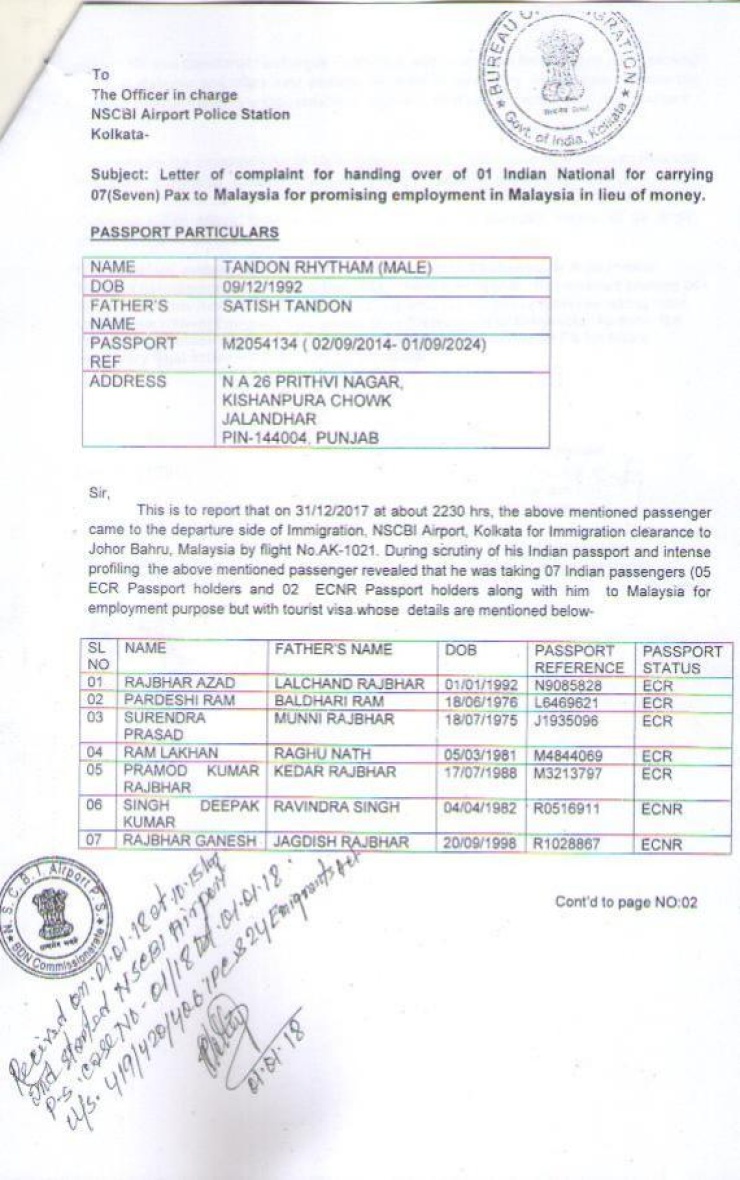 BUREAU OF IMMIGRATION
Govt. of India, Kolkata
To
The Officer in charge
NSCBI Airport Police Station
Kolkata-
Subject: Letter of complaint for handing over of 01 Indian National for carrying
07(Seven) Pax to Malaysia for promising employment in Malaysia in lieu of money.
PASSPORT PARTICULARS
NAME TANDON RHYTHAM (MALE)
DOB 09/12/1992
FATHER'S NAME SATISH TANDON
PASSPORT REF M2054134 ( 02/09/2014- 01/09/2024)
ADDRESS N A 26 PRITHVI NAGAR,
KISHANPURA CHOWK
JALANDHAR
PIN-144004, PUNJAB
Sir,
This is to report that on 31/12/2017 at about 2230 hrs, the above mentioned passenger
came to the departure side of Immigration, NSCBI Airport, Kolkata for Immigration clearance to
Johor Bahru, Malaysia by flight No.AK-1021. During scrutiny of his Indian passport and intense
profiling the above mentioned passenger revealed that he was taking 07 Indian passengers (05
ECR Passport holders and 02 ECNR Passport holders along with him to Malaysia for
employment purpose but with tourist visa whose details are mentioned below-
SL NO NAME FATHER'S NAME DOB PASSPORT REFERENCE PASSPORT STATUS
01 RAJBHAR AZAD LALCHAND RAJBHAR 01/01/1992 N9085828 ECR
02 PARDESHI RAM BALDHARI RAM 18/06/1976 L6469621 ECR
03 SURENDRA PRASAD MUNNI RAJBHAR 18/07/1975 J1935096 ECR
04 RAM LAKHAN RAGHU NATH 05/03/1981 M4844069 ECR
05 PRAMOD KUMAR RAJBHAR KEDAR RAJBHAR 17/07/1988 M3213797 ECR
06 SINGH DEEPAK KUMAR RAVINDRA SINGH 04/04/1982 R0516911 ECNR
07 RAJBHAR GANESH JAGDISH RAJBHAR 20/09/1998 R1028867 ECNR
Cont'd to page NO:02
N.S.C.B.I Airport P.S.
BDN Commissionarate
Received on 01.01.18 at 10.15 hr
and started NSCBI Airport
P.S. Case No- 01/18 Dt. 01.01.18.
u/s. 419/420/406 IPC & 24 Emigrants Act
01.01.18